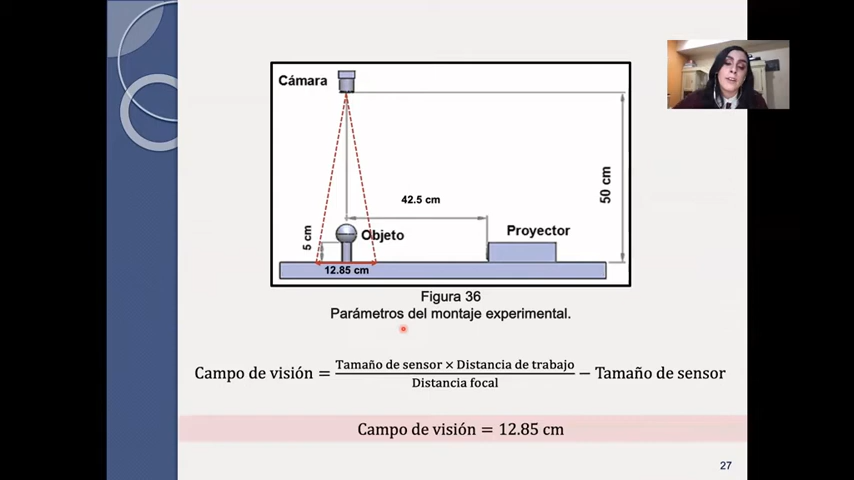 Cámara
50 cm
42.5 cm
5 cm
Objeto
Proyector
12.85 cm
Figura 36
Parámetros del montaje experimental.
Campo de visión = Tamaño de sensor × Distancia de trabajo / Distancia focal − Tamaño de sensor
Campo de visión = 12.85 cm
27